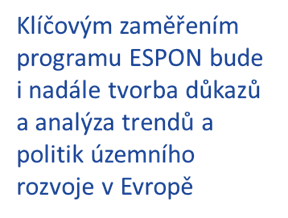 Klíčovým zaměřením
programu ESPON bude
i nadále tvorba důkazů
a analýza trendů a
politik územního
rozvoje v Evropě